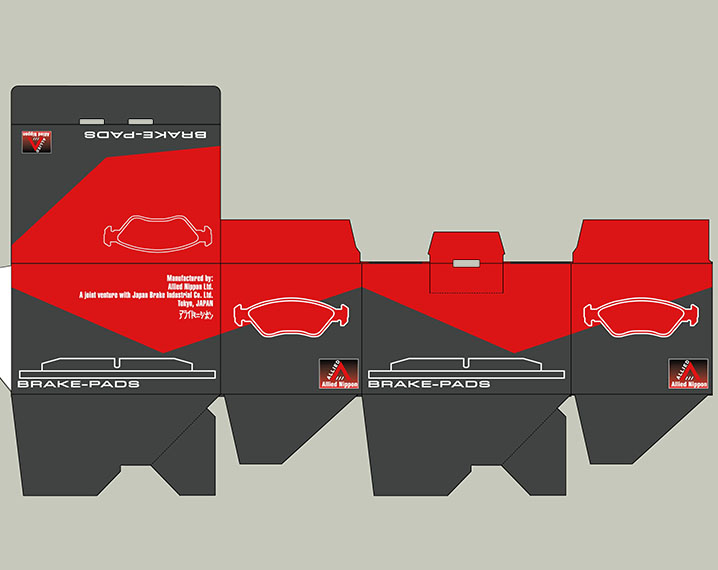 BRAKE-PADS
ALLIED
Allied Nippon
Manufactured by:
Allied Nippon Ltd.
A joint venture with Japan Brake Industrial Co. Ltd.
Tokyo, JAPAN
BRAKE-PADS
ALLIED
Allied Nippon
BRAKE-PADS
ALLIED
Allied Nippon